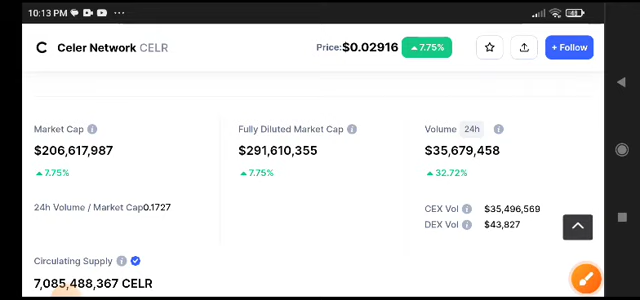 10:13 PM
Celer Network CELR
Price:$0.02916 7.75%
+ Follow
Market Cap
$206,617,987
7.75%
24h Volume / Market Cap0.1727
Fully Diluted Market Cap
$291,610,355
7.75%
Volume 24h
$35,679,458
32.72%
CEX Vol $35,496,569
DEX Vol $43,827
Circulating Supply
7,085,488,367 CELR